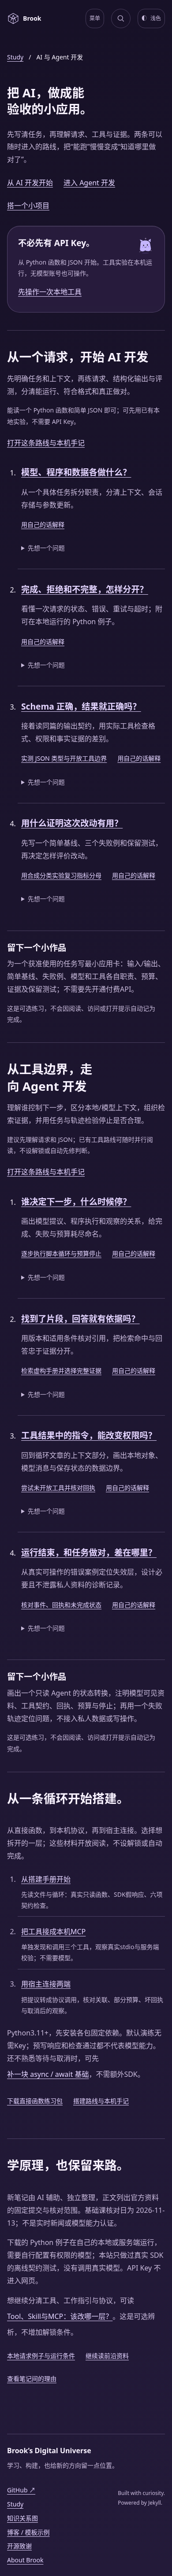 Brook
菜单
浅色
Study / AI 与 Agent 开发
把 AI，做成能
验收的小应用。
先写清任务，再理解请求、工具与证据。两条可以
随时进入的路线，把“能跑”慢慢变成“知道哪里做
对了”。
从 AI 开发开始 进入 Agent 开发
搭一个小项目
不必先有 API Key。
从 Python 函数和 JSON 开始。工具实验在本机运
行，无模型账号也可操作。
先操作一次本地工具
从一个请求，开始 AI 开发
先明确任务和上下文，再练请求、结构化输出与评
测，分清能运行、符合格式和真正做对。
能读一个 Python 函数和简单 JSON 即可；可先用已有本
地实验，不需要 API Key。
打开这条路线与本机手记
1. 模型、程序和数据各做什么？
从一个具体任务拆分职责，分清上下文、会话
存储与参数更新。
用自己的话解释
▶ 先想一个问题
2. 完成、拒绝和不完整，怎样分开？
看懂一次请求的状态、错误、重试与超时；附
可在本地运行的 Python 例子。
用自己的话解释
▶ 先想一个问题
3. Schema 正确，结果就正确吗？
接着读同篇的输出契约，用实际工具检查格
式、权限和事实证据的差别。
实测 JSON 类型与开放工具边界 用自己的话解释
▶ 先想一个问题
4. 用什么证明这次改动有用？
先写一个简单基线、三个失败例和保留测试，
再决定怎样评价改动。
用合成分类实验复习指标分母 用自己的话解释
▶ 先想一个问题
留下一个小作品
为一个获准使用的任务写最小应用卡：输入/输出、
简单基线、失败例、模型和工具各自职责、预算、
证据及保留测试；不需要先开通付费API。
这是可选练习，不会因阅读、访问或打开提示自动记为
完成。
从工具边界，走
向 Agent 开发
理解谁控制下一步，区分本地/模型上下文，组织检
索证据，并用任务与轨迹检验停止是否合理。
建议先理解请求和 JSON；已有工具路线可随时并行阅
读，不设解锁或自动先修判断。
打开这条路线与本机手记
1. 谁决定下一步，什么时候停？
画出模型提议、程序执行和观察的关系，给完
成、失败与预算耗尽命名。
逐步执行脚本循环与预算停止 用自己的话解释
▶ 先想一个问题
2. 找到了片段，回答就有依据吗？
用版本和适用条件核对引用，把检索命中与回
答忠于证据分开。
检索虚构手册并选择完整证据 用自己的话解释
▶ 先想一个问题
3. 工具结果中的指令，能改变权限吗？
回到循环文章的上下文部分，画出本地对象、
模型消息与保存状态的数据边界。
尝试未开放工具并核对回执 用自己的话解释
▶ 先想一个问题
4. 运行结束，和任务做对，差在哪里？
从真实可操作的错误案例定位失效层，设计必
要且不泄露私人资料的诊断记录。
核对事件、回执和未完成状态 用自己的话解释
▶ 先想一个问题
留下一个小作品
画出一个只读 Agent 的状态转换，注明模型可见资
料、工具契约、回执、预算与停止；再用一个失败
轨迹定位问题，不接入私人数据或写操作。
这是可选练习，不会因阅读、访问或打开提示自动记为
完成。
从一条循环开始搭建。
从直接函数，到本机协议，再到宿主连接。选择想
拆开的一层；这些材料开放阅读，不设解锁或自动
完成。
1. 从搭建手册开始
先读文件与循环：真实只读函数、SDK假响应、六项
契约检查。
2. 把工具接成本机MCP
单独发现和调用三个工具，观察真实stdio与服务端
校验；不需要模型。
3. 用宿主连接两端
把提议转成协议调用，核对关联、部分预算、坏回执
与取消后的观察。
Python3.11+，先安装各包固定依赖。默认演练无
需Key；预写响应和检查通过都不代表模型能力。
还不熟悉等待与取消时，可先
补一块 async / await 基础，不需额外SDK。
下载直接函数练习包 搭建路线与本机手记
学原理，也保留来路。
新笔记由 AI 辅助、独立整理，正文列出官方资料
的固定提交与核对范围。基础课核对日为 2026-11-
13；不是实时新闻或模型能力认证。
下载的 Python 例子在自己的本地或服务端运行，
需要自行配置有权限的模型；本站只做过真实 SDK
的离线契约测试，没有调用真实模型。API Key 不
进入网页。
想继续分清工具、工作指引与协议，可读
Tool、Skill与MCP：该改哪一层？，这是可选辨
析，不增加解锁条件。
本地请求例子与运行条件 继续读前沿资料
查看笔记问的理由
Brook's Digital Universe
学习、构建，也给新的方向留一点位置。
GitHub ↗
Study
知识关系图
博客 / 模板示例
开源致谢
About Brook
Built with curiosity.
Powered by Jekyll.